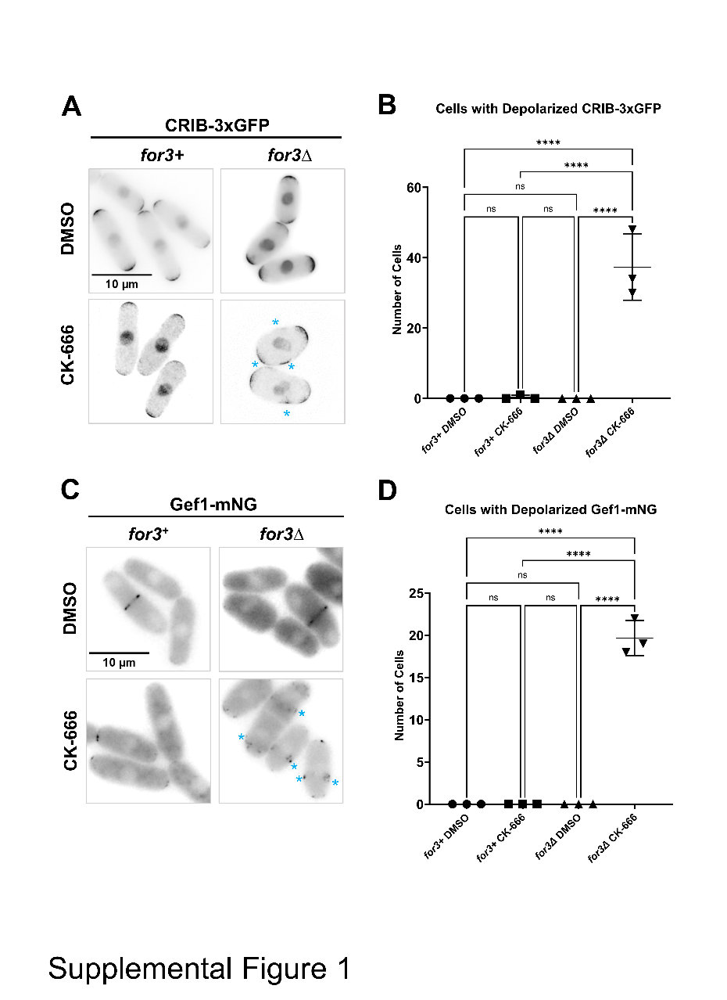 A
CRIB-3xGFP
for3+
for3Δ
DMSO
10 µm
CK-666
*
*
*
*
B
Cells with Depolarized CRIB-3xGFP
****
****
ns
ns
ns
****
60
40
20
0
Number of Cells
for3+ DMSO
for3+ CK-666
for3Δ DMSO
for3Δ CK-666
C
Gef1-mNG
for3⁺
for3Δ
DMSO
10 µm
CK-666
*
*
*
*
*
D
Cells with Depolarized Gef1-mNG
****
****
ns
ns
ns
****
25
20
15
10
5
0
Number of Cells
for3+ DMSO
for3+ CK-666
for3Δ DMSO
for3Δ CK-666
Supplemental Figure 1